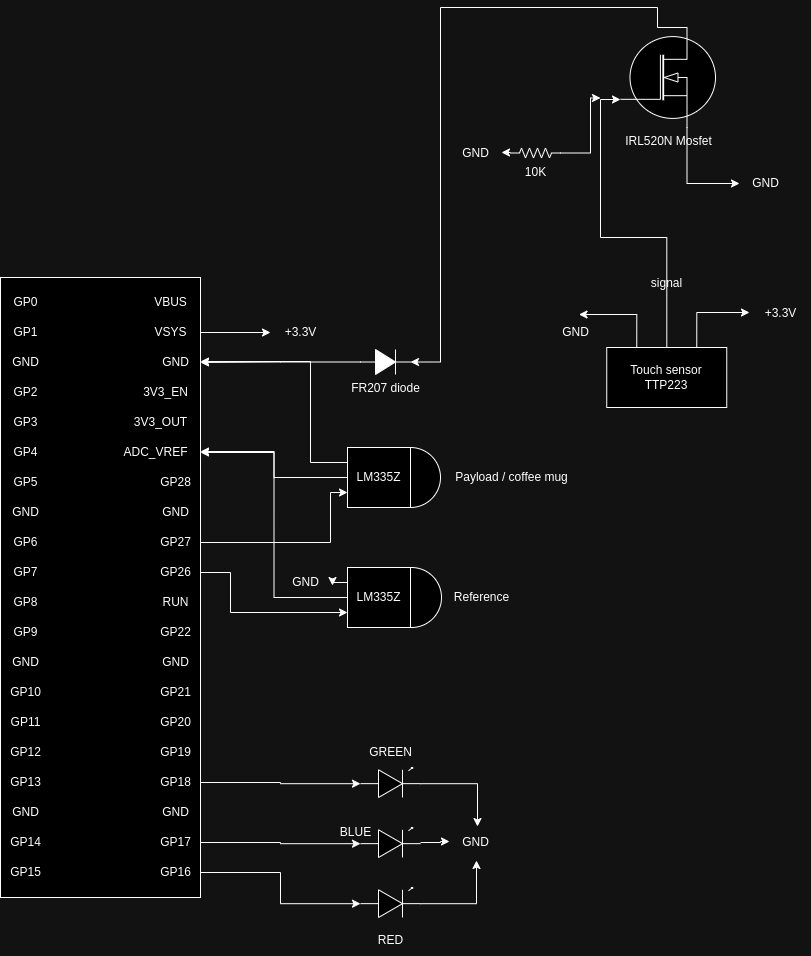 IRL520N Mosfet
GND
10K
GND
signal
+3.3V
GND
Touch sensor
TTP223
GP0 VBUS
GP1 VSYS +3.3V
GND GND
FR207 diode
GP2 3V3_EN
GP3 3V3_OUT
GP4 ADC_VREF
LM335Z Payload / coffee mug
GP5 GP28
GND GND
GP6 GP27
GP7 GP26 GND
LM335Z Reference
GP8 RUN
GP9 GP22
GND GND
GP10 GP21
GP11 GP20
GP12 GP19
GREEN
GP13 GP18
GND GND
BLUE
GP14 GP17 GND
GP15 GP16
RED